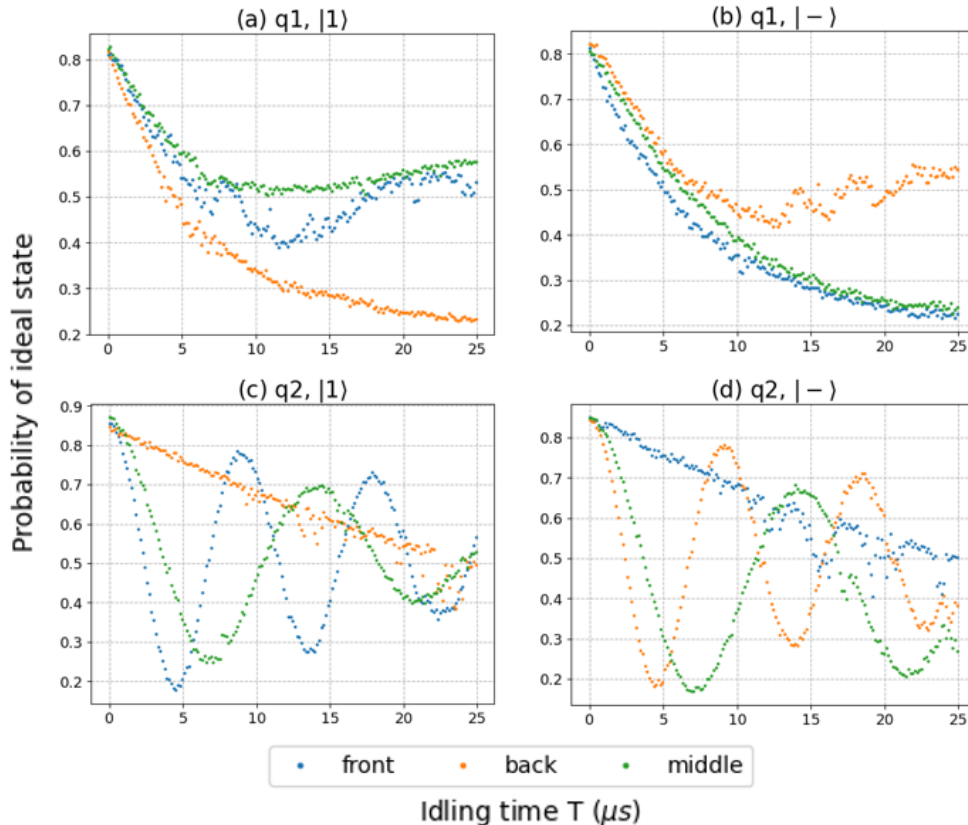 (a) q1, |1⟩
(b) q1, | − ⟩
0.8
0.7
0.6
0.5
0.4
0.3
0.2
0 5 10 15 20 25
0.8
0.7
0.6
0.5
0.4
0.3
0.2
0 5 10 15 20 25
Probability of ideal state
(c) q2, |1⟩
(d) q2, | − ⟩
0.9
0.8
0.7
0.6
0.5
0.4
0.3
0.2
0 5 10 15 20 25
0.8
0.7
0.6
0.5
0.4
0.3
0.2
0 5 10 15 20 25
front back middle
Idling time T (μs)